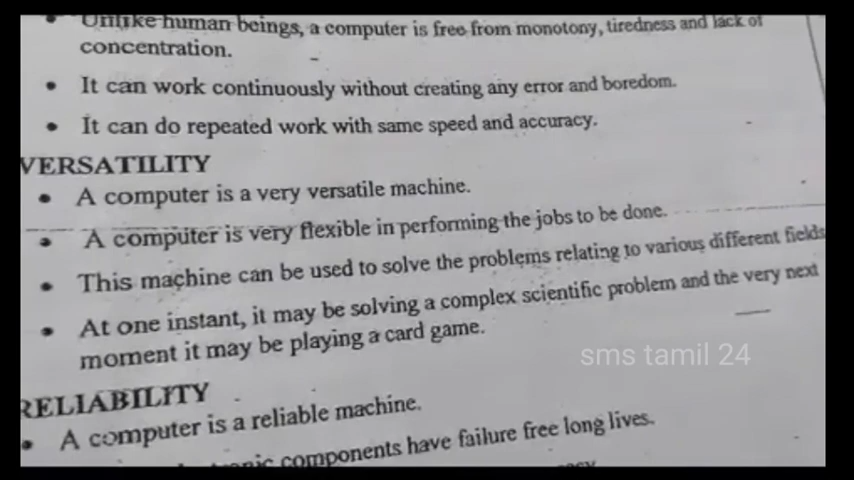 Unlike human beings, a computer is free from monotony, tiredness and lack of
concentration.
• It can work continuously without creating any error and boredom.
• It can do repeated work with same speed and accuracy.
VERSATILITY
• A computer is a very versatile machine.
• A computer is very flexible in performing the jobs to be done.
• This machine can be used to solve the problems relating to various different fields
• At one instant, it may be solving a complex scientific problem and the very next
moment it may be playing a card game.
sms tamil 24
RELIABILITY
• A computer is a reliable machine.
components have failure free long lives.